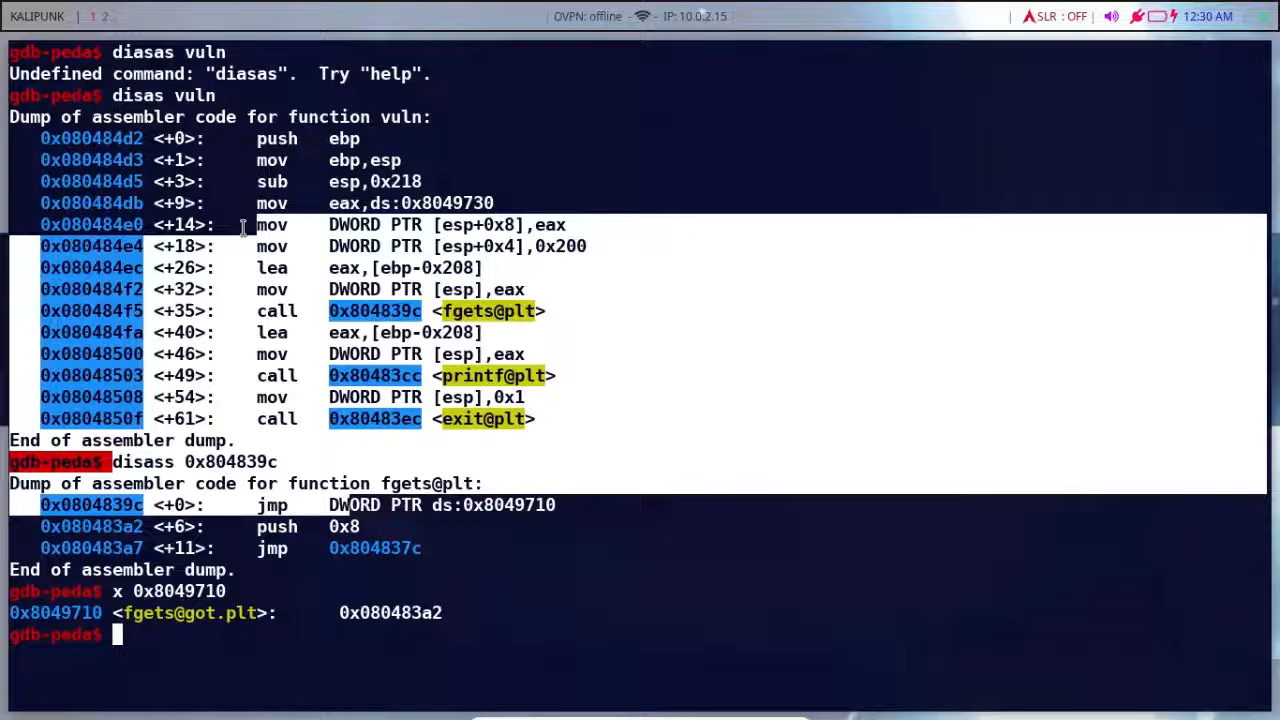 KALIPUNK | 1 2 OVPN: offline - IP: 10.0.2.15 | SLR : OFF | 12:30 AM
gdb-peda$ diasas vuln
Undefined command: "diasas". Try "help".
gdb-peda$ disas vuln
Dump of assembler code for function vuln:
0x080484d2 <+0>: push ebp
0x080484d3 <+1>: mov ebp,esp
0x080484d5 <+3>: sub esp,0x218
0x080484db <+9>: mov eax,ds:0x8049730
0x080484e0 <+14>: mov DWORD PTR [esp+0x8],eax
0x080484e4 <+18>: mov DWORD PTR [esp+0x4],0x200
0x080484ec <+26>: lea eax,[ebp-0x208]
0x080484f2 <+32>: mov DWORD PTR [esp],eax
0x080484f5 <+35>: call 0x804839c <fgets@plt>
0x080484fa <+40>: lea eax,[ebp-0x208]
0x08048500 <+46>: mov DWORD PTR [esp],eax
0x08048503 <+49>: call 0x80483cc <printf@plt>
0x08048508 <+54>: mov DWORD PTR [esp],0x1
0x0804850f <+61>: call 0x80483ec <exit@plt>
End of assembler dump.
gdb-peda$ disass 0x804839c
Dump of assembler code for function fgets@plt:
0x0804839c <+0>: jmp DWORD PTR ds:0x8049710
0x080483a2 <+6>: push 0x8
0x080483a7 <+11>: jmp 0x804837c
End of assembler dump.
gdb-peda$ x 0x8049710
0x8049710 <fgets@got.plt>: 0x080483a2
gdb-peda$